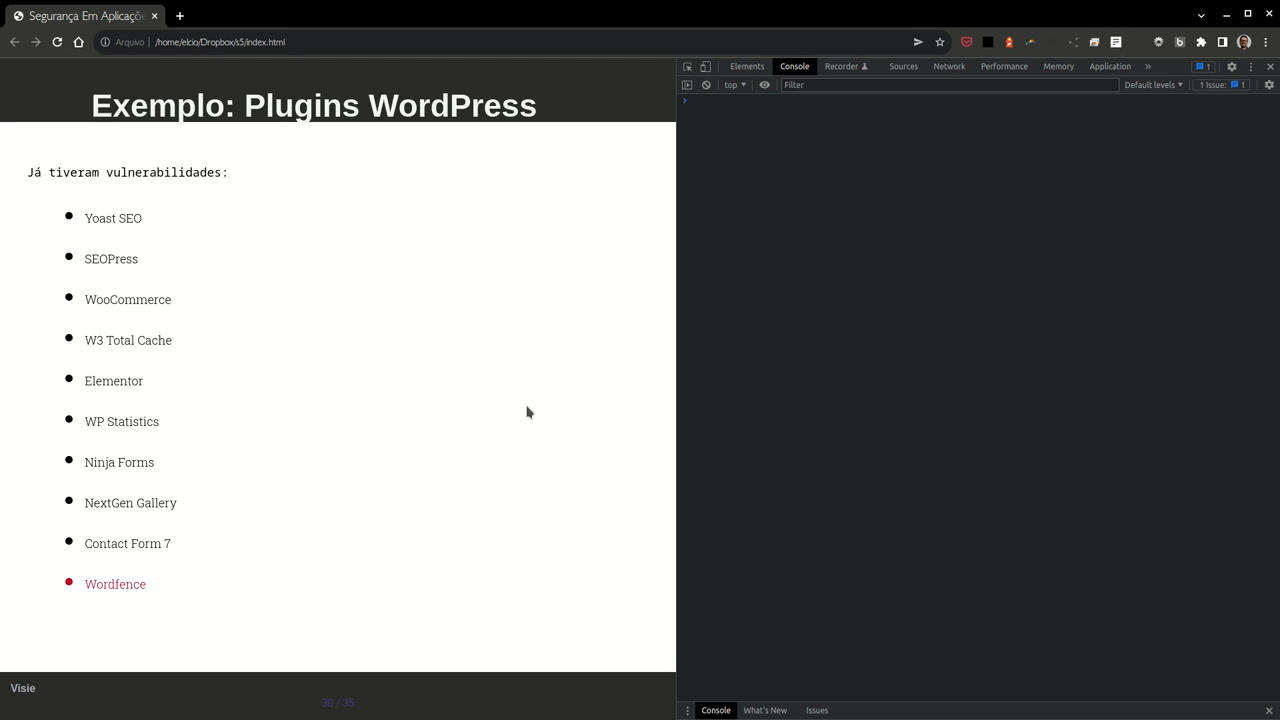 Segurança Em Aplicaçõe
Arquivo | /home/elcio/Dropbox/s5/index.html
Elements Console Recorder Sources Network Performance Memory Application » 1
top ▾ Filter Default levels ▾ 1 Issue: 1
Exemplo: Plugins WordPress
Já tiveram vulnerabilidades:
Yoast SEO
SEOPress
WooCommerce
W3 Total Cache
Elementor
WP Statistics
Ninja Forms
NextGen Gallery
Contact Form 7
Wordfence
Visie
30 / 35
Console What's New Issues